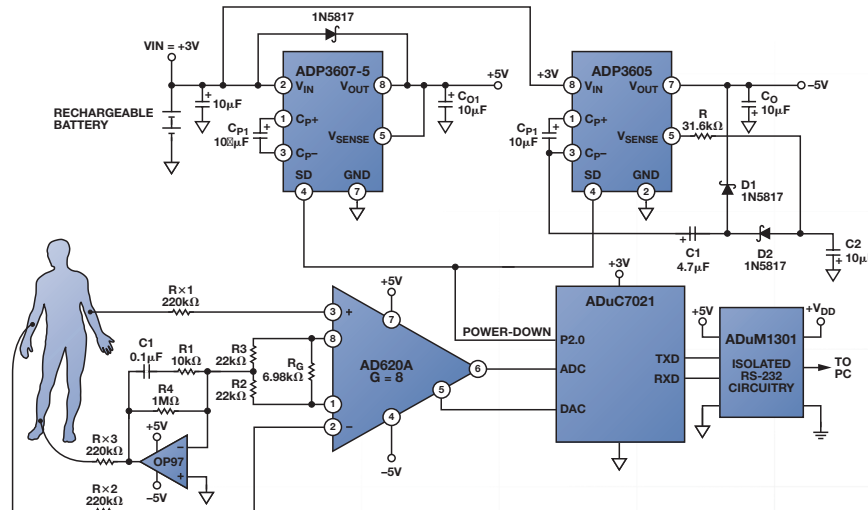 1N5817
VIN = +3V
RECHARGEABLE
BATTERY
+
10µF
ADP3607-5
2
VIN
VOUT
8
+5V
1
CP+
CP1
+
10µF
3
CP–
VSENSE
5
+
CO1
10µF
SD
4
GND
7
+3V
ADP3605
8
VIN
VOUT
7
–5V
CP1
10µF
+
1
CP+
3
CP–
VSENSE
5
R
31.6kΩ
+
CO
10µF
SD
4
GND
2
D1
1N5817
+
C1
4.7µF
D2
1N5817
C2
+
10µ
R×1
220kΩ
C1
0.1µF
R1
10kΩ
R4
1MΩ
R3
22kΩ
R2
22kΩ
RG
6.98kΩ
+5V
OP97
–
+
–5V
R×3
220kΩ
R×2
220kΩ
+5V
7
3
+
8
AD620A
G = 8
6
5
1
2
–
4
–5V
POWER-DOWN
+3V
ADuC7021
P2.0
ADC
DAC
TXD
RXD
+5V
+VDD
ADuM1301
ISOLATED
RS-232
CIRCUITRY
TO
PC